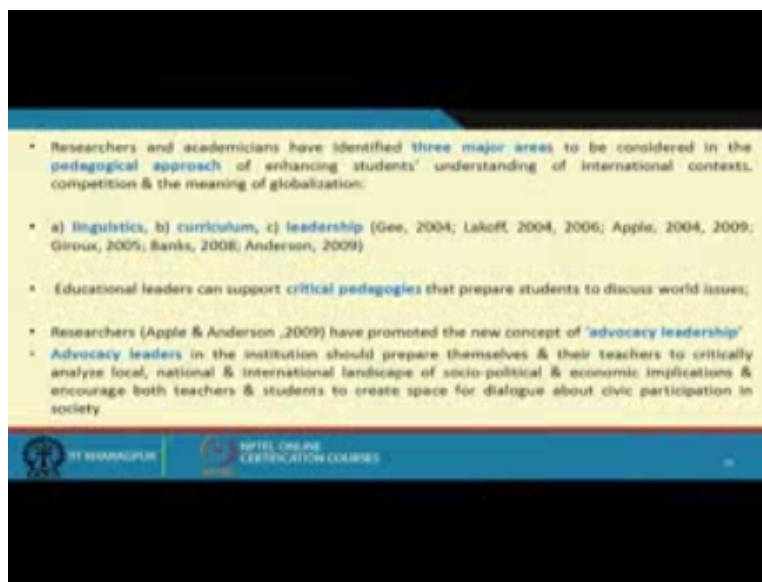 • Researchers and academicians have identified three major areas to be considered in the
pedagogical approach of enhancing students' understanding of international contexts,
competition & the meaning of globalization:
• a) linguistics, b) curriculum, c) leadership (Gee, 2004; Lakoff, 2004, 2006; Apple, 2004, 2009;
Giroux, 2005; Banks, 2008; Anderson, 2009)
• Educational leaders can support critical pedagogies that prepare students to discuss world issues;
• Researchers (Apple & Anderson ,2009) have promoted the new concept of 'advocacy leadership'
• Advocacy leaders in the institution should prepare themselves & their teachers to critically
analyze local, national & international landscape of socio-political & economic implications &
encourage both teachers & students to create space for dialogue about civic participation in
society
IIT KHARAGPUR
NPTEL ONLINE
CERTIFICATION COURSES